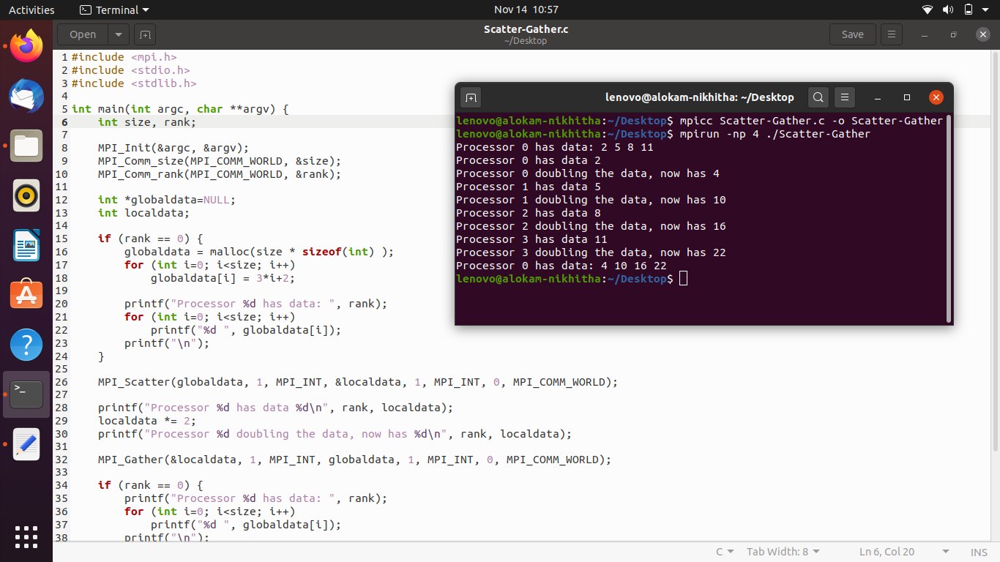 Activities Terminal Nov 14 10:57
Open Scatter-Gather.c Save
~/Desktop
1 #include <mpi.h>
2 #include <stdio.h>
3 #include <stdlib.h>
4
5 int main(int argc, char **argv) {
6     int size, rank;
7
8     MPI_Init(&argc, &argv);
9     MPI_Comm_size(MPI_COMM_WORLD, &size);
10     MPI_Comm_rank(MPI_COMM_WORLD, &rank);
11
12     int *globaldata=NULL;
13     int localdata;
14
15     if (rank == 0) {
16         globaldata = malloc(size * sizeof(int) );
17         for (int i=0; i<size; i++)
18             globaldata[i] = 3*i+2;
19
20         printf("Processor %d has data: ", rank);
21         for (int i=0; i<size; i++)
22             printf("%d ", globaldata[i]);
23         printf("\n");
24     }
25
26     MPI_Scatter(globaldata, 1, MPI_INT, &localdata, 1, MPI_INT, 0, MPI_COMM_WORLD);
27
28     printf("Processor %d has data %d\n", rank, localdata);
29     localdata *= 2;
30     printf("Processor %d doubling the data, now has %d\n", rank, localdata);
31
32     MPI_Gather(&localdata, 1, MPI_INT, globaldata, 1, MPI_INT, 0, MPI_COMM_WORLD);
33
34     if (rank == 0) {
35         printf("Processor %d has data: ", rank);
36         for (int i=0; i<size; i++)
37             printf("%d ", globaldata[i]);
38         printf("\n");
lenovo@alokam-nikhitha: ~/Desktop
lenovo@alokam-nikhitha:~/Desktop$ mpicc Scatter-Gather.c -o Scatter-Gather
lenovo@alokam-nikhitha:~/Desktop$ mpirun -np 4 ./Scatter-Gather
Processor 0 has data: 2 5 8 11
Processor 0 has data 2
Processor 0 doubling the data, now has 4
Processor 1 has data 5
Processor 1 doubling the data, now has 10
Processor 2 has data 8
Processor 2 doubling the data, now has 16
Processor 3 has data 11
Processor 3 doubling the data, now has 22
Processor 0 has data: 4 10 16 22
lenovo@alokam-nikhitha:~/Desktop$
C Tab Width: 8 Ln 6, Col 20 INS